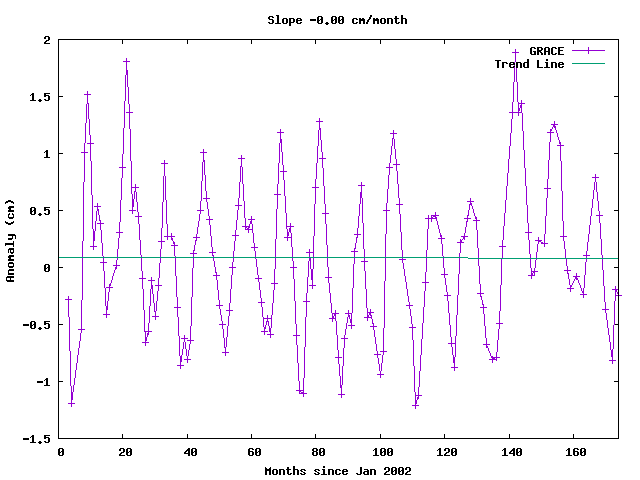 Slope -0.00 cm/month
2
GRACE
Trend Line
1.5
1
0.5
0
-0.5
-1
-1.5
Anomaly (cm)
0 20 40 60 80 100 120 140 160
Months since Jan 2002